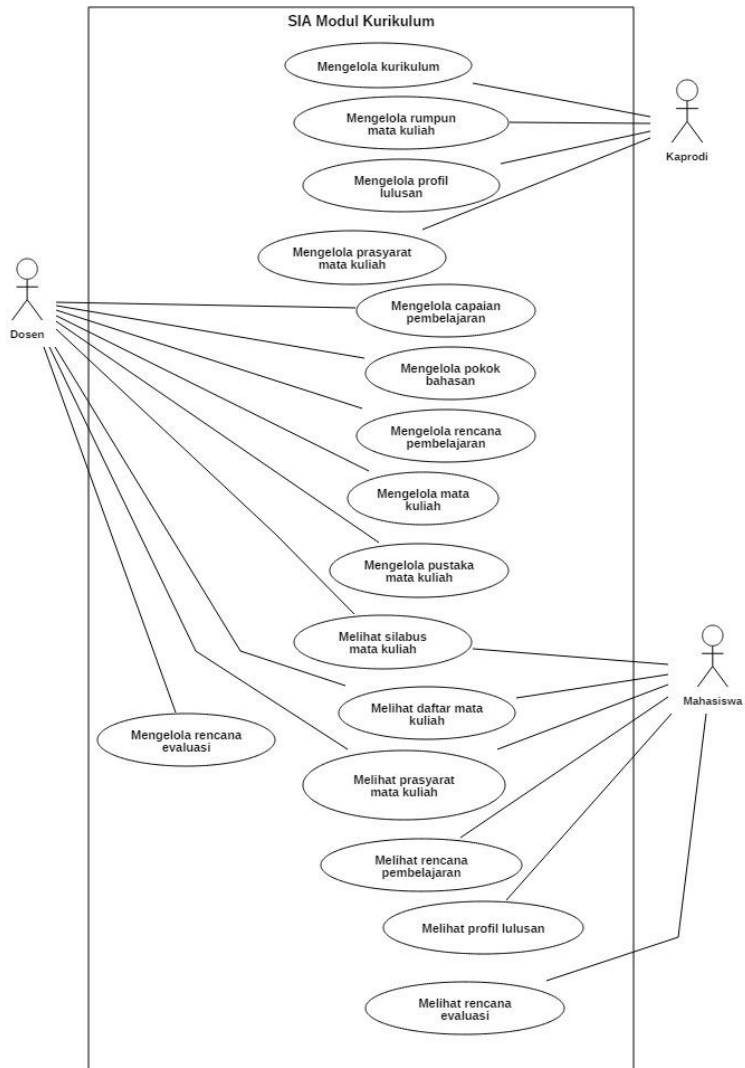 SIA Modul Kurikulum
Mengelola kurikulum
Mengelola rumpun
mata kuliah
Kaprodi
Mengelola profil
lulusan
Mengelola prasyarat
mata kuliah
Dosen
Mengelola capaian
pembelajaran
Mengelola pokok
bahasan
Mengelola rencana
pembelajaran
Mengelola mata
kuliah
Mengelola pustaka
mata kuliah
Melihat silabus
mata kuliah
Mahasiswa
Melihat daftar mata
kuliah
Mengelola rencana
evaluasi
Melihat prasyarat
mata kuliah
Melihat rencana
pembelajaran
Melihat profil lulusan
Melihat rencana
evaluasi